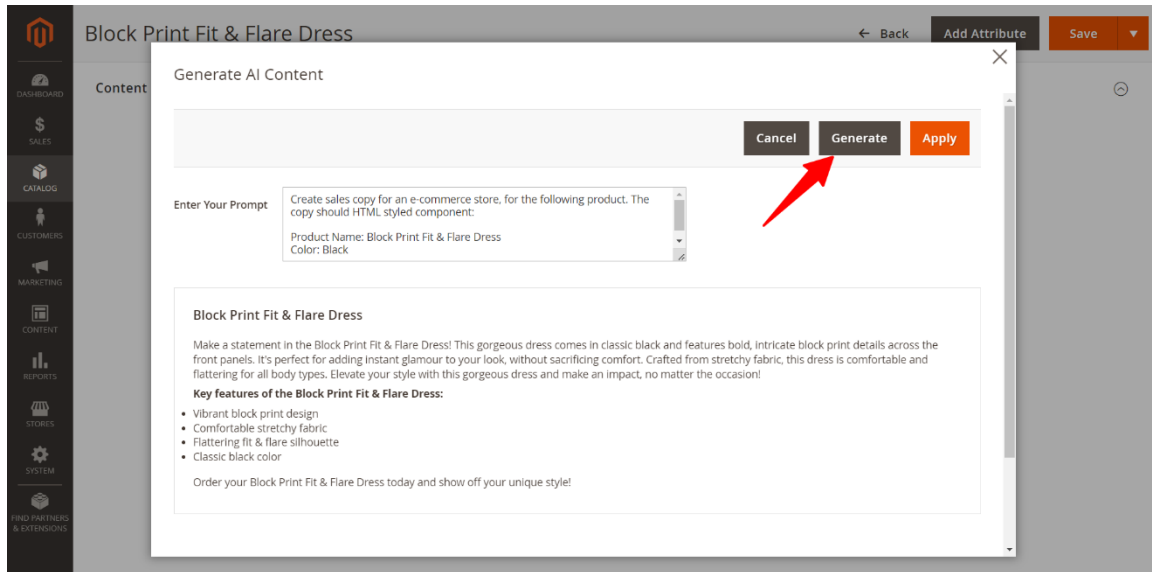 Block Print Fit & Flare Dress
← Back
Add Attribute
Save
DASHBOARD
SALES
CATALOG
CUSTOMERS
MARKETING
CONTENT
REPORTS
STORES
SYSTEM
FIND PARTNERS
& EXTENSIONS
Content
Generate AI Content
Cancel
Generate
Apply
Enter Your Prompt
Create sales copy for an e-commerce store, for the following product. The
copy should HTML styled component:
Product Name: Block Print Fit & Flare Dress
Color: Black
Block Print Fit & Flare Dress
Make a statement in the Block Print Fit & Flare Dress! This gorgeous dress comes in classic black and features bold, intricate block print details across the
front panels. It's perfect for adding instant glamour to your look, without sacrificing comfort. Crafted from stretchy fabric, this dress is comfortable and
flattering for all body types. Elevate your style with this gorgeous dress and make an impact, no matter the occasion!
Key features of the Block Print Fit & Flare Dress:
• Vibrant block print design
• Comfortable stretchy fabric
• Flattering fit & flare silhouette
• Classic black color
Order your Block Print Fit & Flare Dress today and show off your unique style!